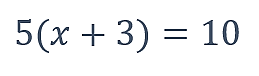 5(x + 3) = 10